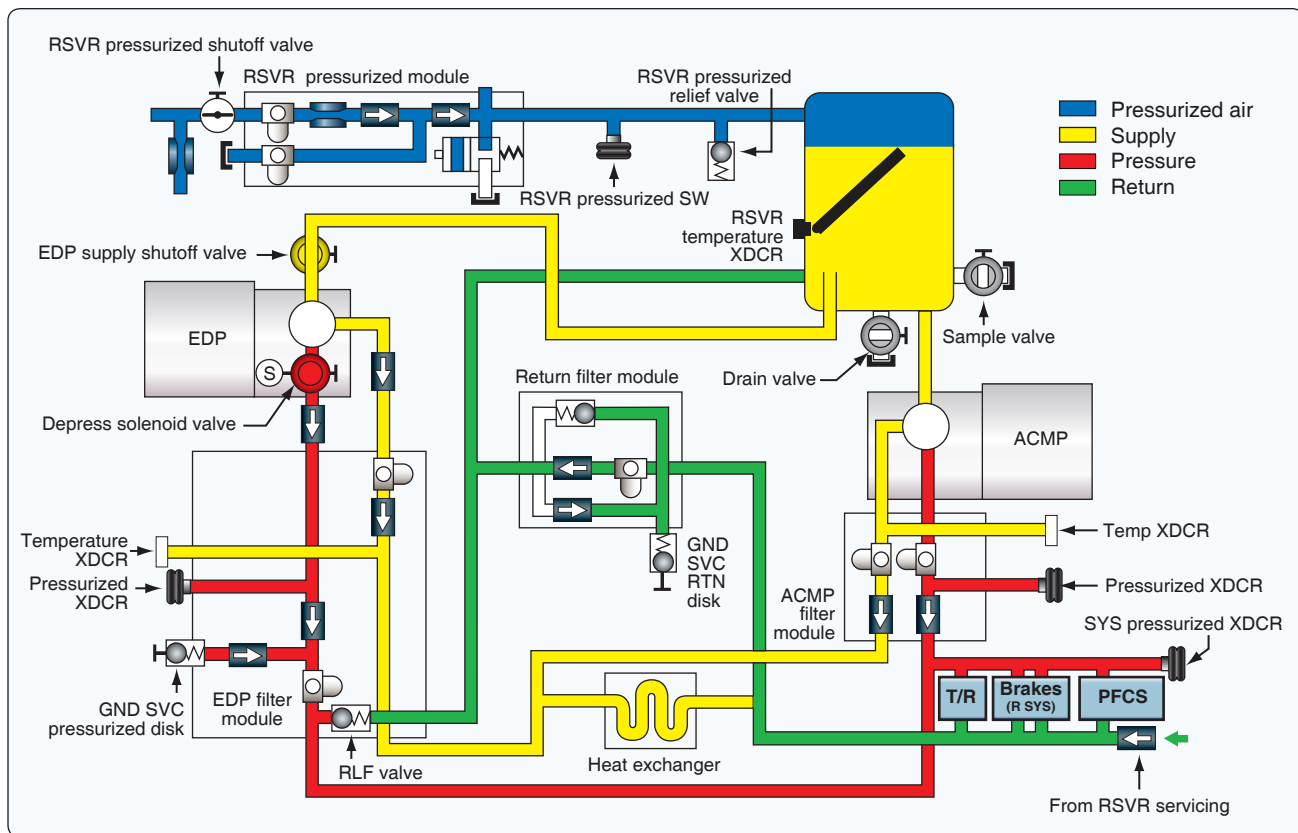 RSVR pressurized shutoff valve
RSVR pressurized module
RSVR pressurized
relief valve
Pressurized air
Supply
Pressure
Return
RSVR pressurized SW
RSVR
temperature
XDCR
EDP supply shutoff valve
EDP
S
Depress solenoid valve
Sample valve
Drain valve
Return filter module
ACMP
Temperature
XDCR
Pressurized
XDCR
GND
SVC
RTN
disk
Temp XDCR
Pressurized XDCR
ACMP
filter
module
SYS pressurized XDCR
GND SVC
pressurized disk
EDP filter
module
RLF valve
Heat exchanger
T/R
Brakes
(R SYS)
PFCS
From RSVR servicing